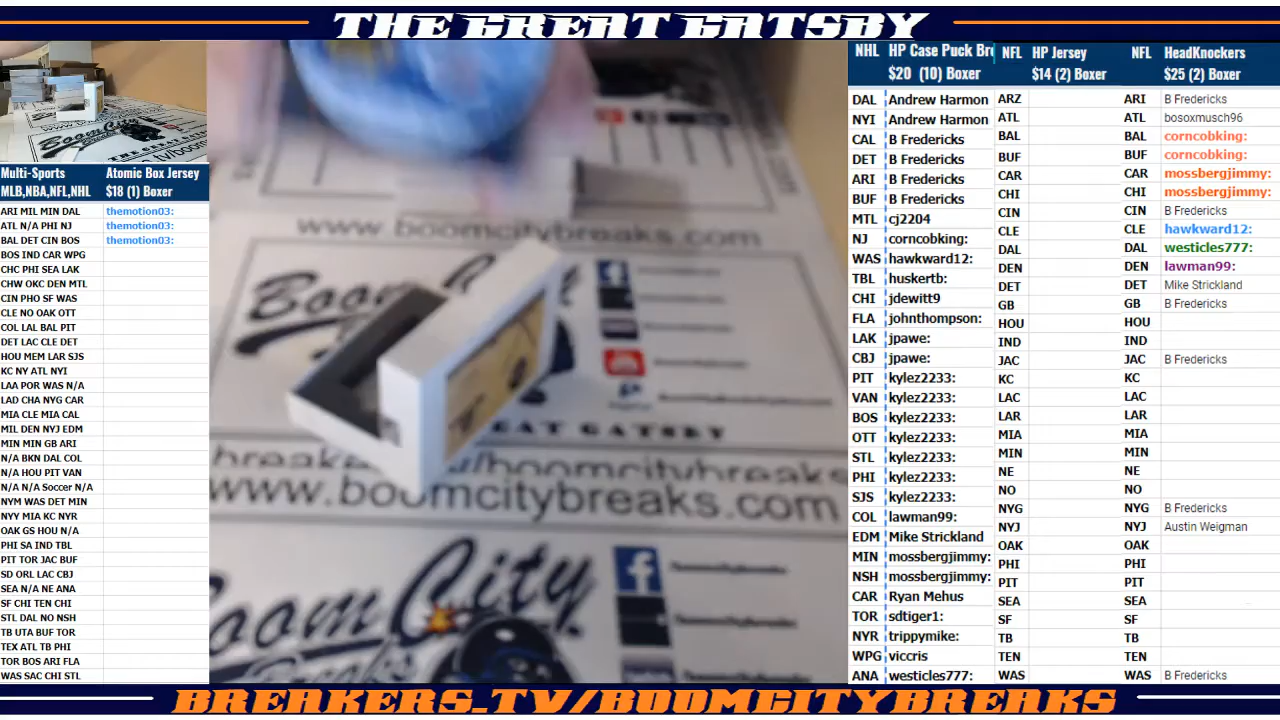 THE GREAT GATSBY
Multi-Sports Atomic Box Jersey
MLB,NBA,NFL,NHL $18 (1) Boxer
ARI MIL MIN DAL themotion03:
ATL N/A PHI NJ themotion03:
BAL DET CIN BOS themotion03:
BOS IND CAR WPG
CHC PHI SEA LAK
CHW OKC DEN MTL
CIN PHO SF WAS
CLE NO OAK OTT
COL LAL BAL PIT
DET LAC CLE DET
HOU MEM LAR SJS
KC NY ATL NYI
LAA POR WAS N/A
LAD CHA NYG CAR
MIA CLE MIA CAL
MIL DEN NYJ EDM
MIN MIN GB ARI
N/A BKN DAL COL
N/A HOU PIT VAN
N/A N/A Soccer N/A
NYM WAS DET MIN
NYY MIA KC NYR
OAK GS HOU N/A
PHI SA IND TBL
PIT TOR JAC BUF
SD ORL LAC CBJ
SEA N/A NE ANA
SF CHI TEN CHI
STL DAL NO NSH
TB UTA BUF TOR
TEX ATL TB PHI
TOR BOS ARI FLA
WAS SAC CHI STL
www.boomcitybreaks.com
Boom City
EAT GATSBY
breake /boomcitybreaks.com
www.boomcitybreaks.com
Boom City
Breaks
NHL HP Case Puck Bre
$20 (10) Boxer
DAL Andrew Harmon
NYI Andrew Harmon
CAL B Fredericks
DET B Fredericks
ARI B Fredericks
BUF B Fredericks
MTL cj2204
NJ corncobking:
WAS hawkward12:
TBL huskertb:
CHI jdewitt9
FLA johnthompson:
LAK jpawe:
CBJ jpawe:
PIT kylez2233:
VAN kylez2233:
BOS kylez2233:
OTT kylez2233:
STL kylez2233:
PHI kylez2233:
SJS kylez2233:
COL lawman99:
EDM Mike Strickland
MIN mossbergjimmy:
NSH mossbergjimmy:
CAR Ryan Mehus
TOR sdtiger1:
NYR trippymike:
WPG viccris
ANA westicles777:
NFL HP Jersey
$14 (2) Boxer
ARZ
ATL
BAL
BUF
CAR
CHI
CIN
CLE
DAL
DEN
DET
GB
HOU
IND
JAC
KC
LAC
LAR
MIA
MIN
NE
NO
NYG
NYJ
OAK
PHI
PIT
SEA
SF
TB
TEN
WAS
NFL HeadKnockers
$25 (2) Boxer
ARI B Fredericks
ATL bosoxmusch96
BAL corncobking:
BUF corncobking:
CAR mossbergjimmy:
CHI mossbergjimmy:
CIN B Fredericks
CLE hawkward12:
DAL westicles777:
DEN lawman99:
DET Mike Strickland
GB B Fredericks
HOU
IND
JAC B Fredericks
KC
LAC
LAR
MIA
MIN
NE
NO
NYG B Fredericks
NYJ Austin Weigman
OAK
PHI
PIT
SEA
SF
TB
TEN
WAS B Fredericks
BREAKERS.TV/BOOMCITYBREAKS